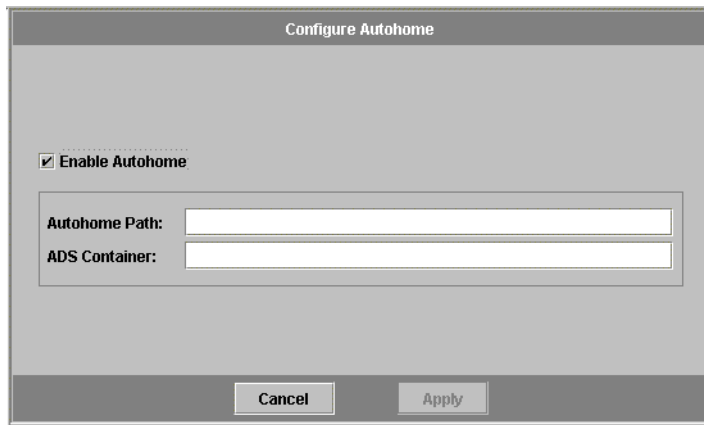 Configure Autohome
Enable Autohome
Autohome Path:
ADS Container:
Cancel Apply